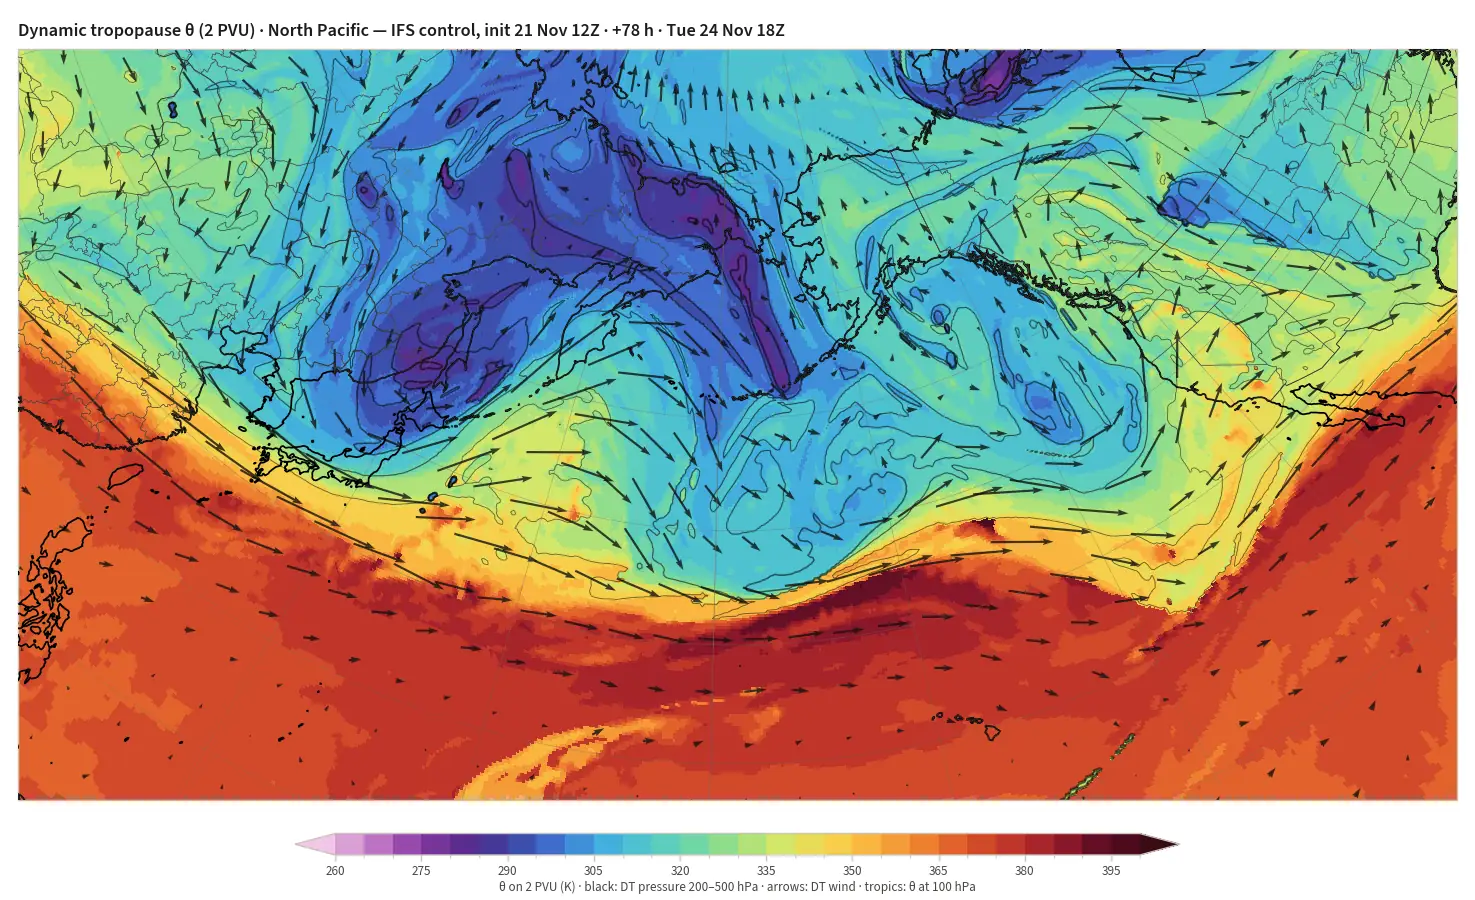 Dynamic tropopause θ (2 PVU) · North Pacific — IFS control, init 21 Nov 12Z · +78 h · Tue 24 Nov 18Z
260 275 290 305 320 335 350 365 380 395
θ on 2 PVU (K) · black: DT pressure 200–500 hPa · arrows: DT wind · tropics: θ at 100 hPa